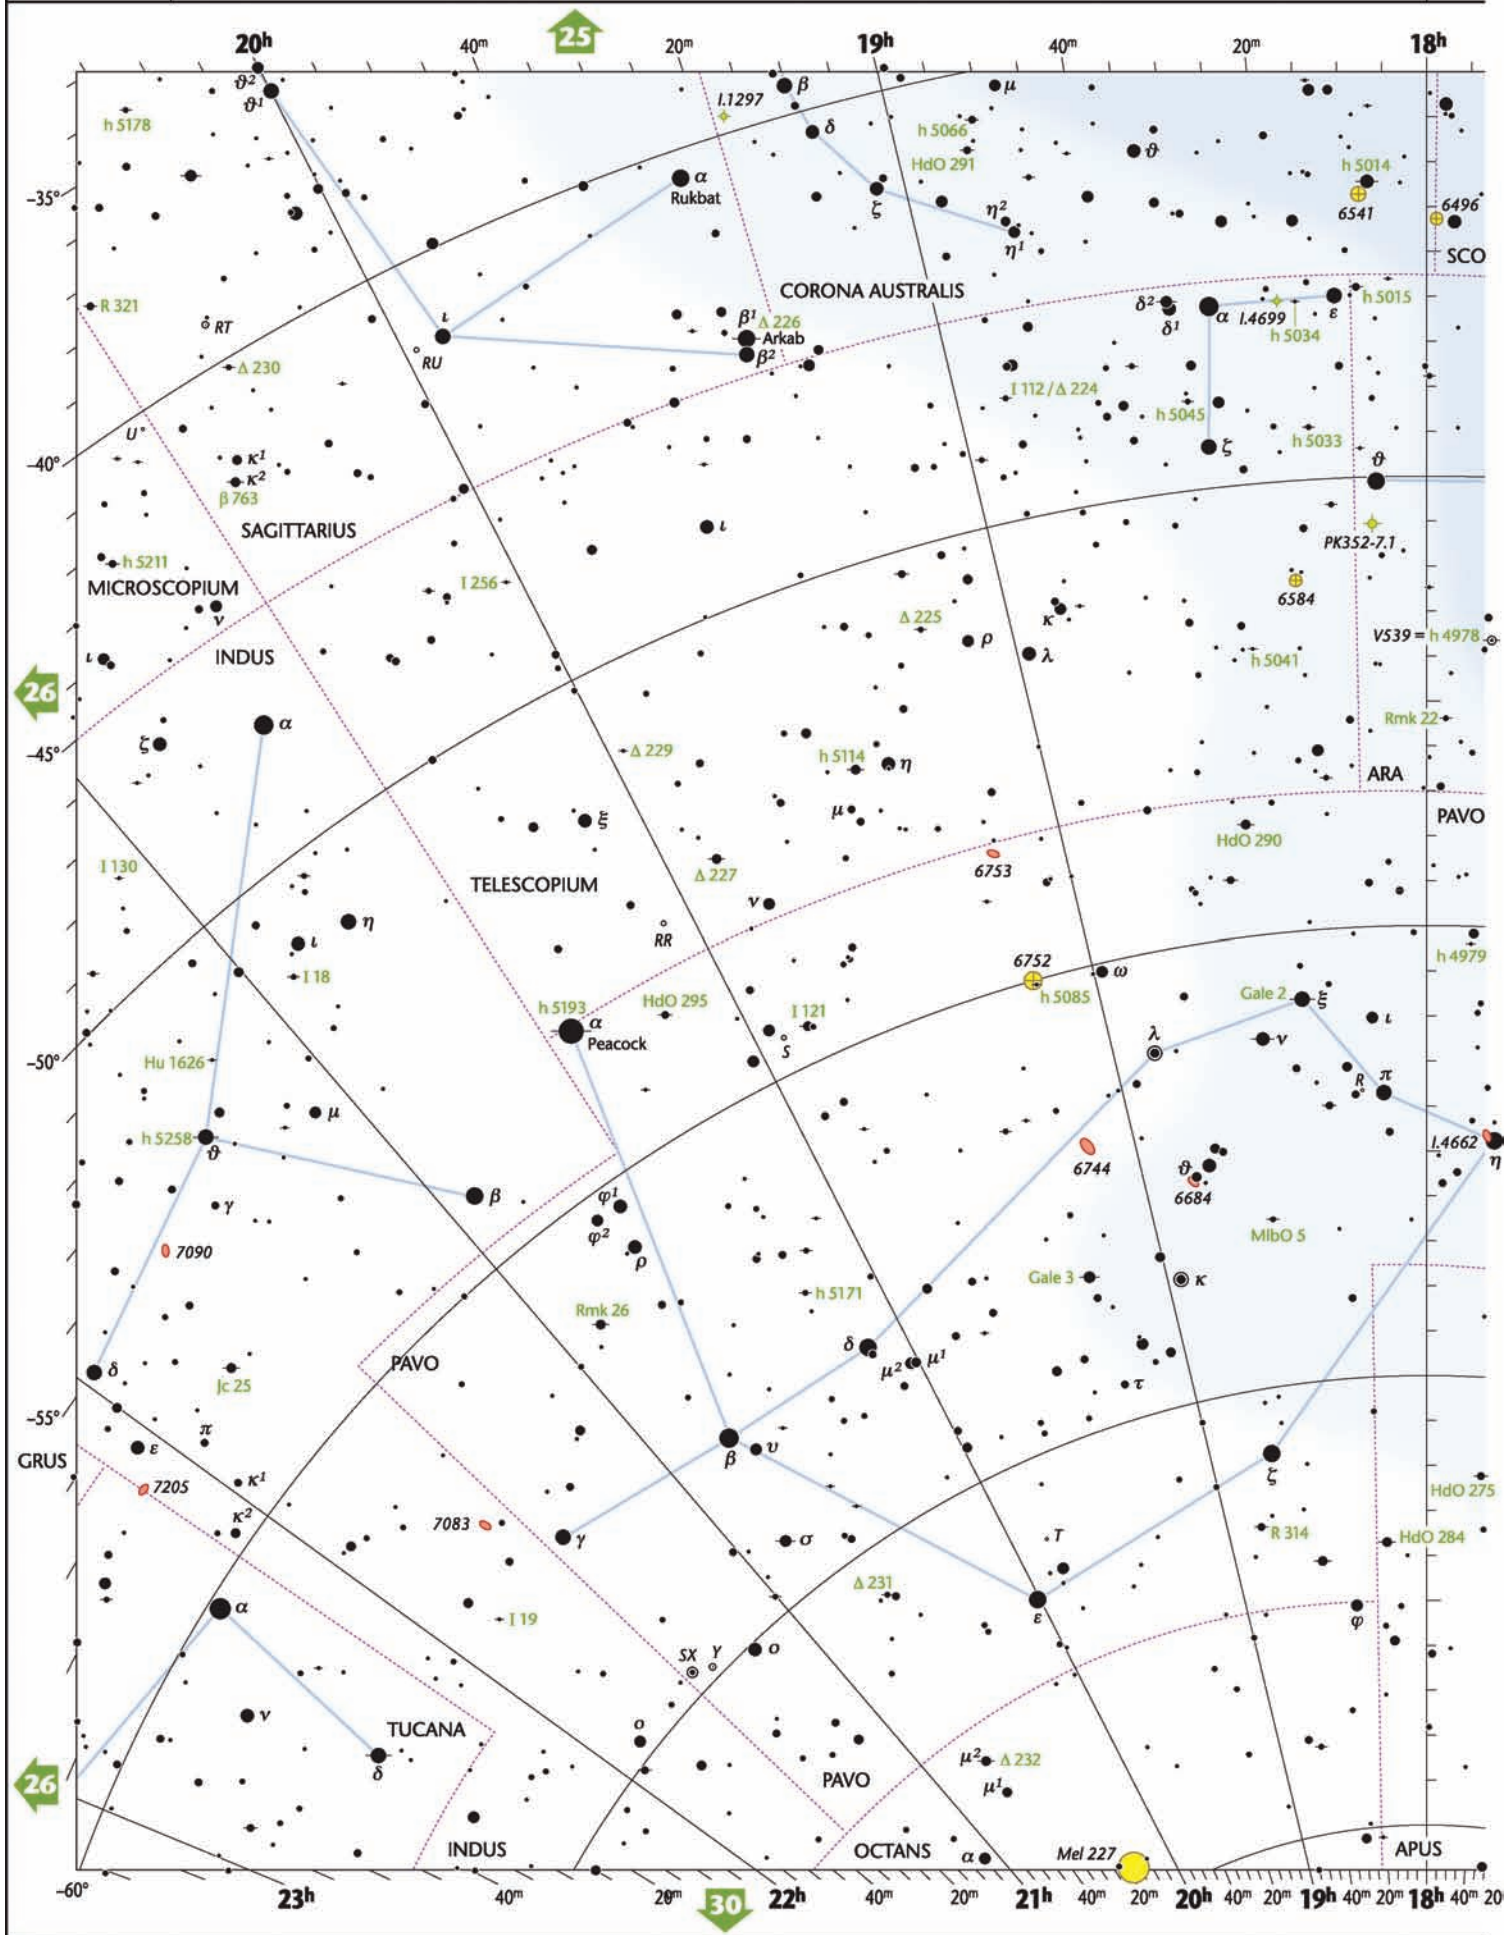 25
20ʰ 40ᵐ 20ᵐ 19ʰ 40ᵐ 20ᵐ 18ʰ
ϑ²
ϑ¹
β
I.1297
μ
h 5178
δ
h 5066
HdO 291
ϑ
h 5014
α
Rukbat
–35°
ζ
η²
η¹
6541
6496
SCO
CORONA AUSTRALIS
R 321
RT
ι
RU
β¹
Δ 226
Arkab
β²
δ²
δ¹
α
I.4699
ε
h 5015
h 5034
Δ 230
I 112 / Δ 224
h 5045
h 5033
U
κ¹
κ²
β 763
–40°
ζ
ϑ
SAGITTARIUS
ι
PK352-7.1
h 5211
MICROSCOPIUM
I 256
6584
ν
Δ 225
κ
ρ
λ
V539 = h 4978
ι
INDUS
h 5041
26
α
Rmk 22
ζ
–45°
Δ 229
h 5114
η
ARA
μ
PAVO
ξ
HdO 290
I 130
TELESCOPIUM
Δ 227
6753
ν
η
ι
RR
I 18
h 4979
6752
ω
h 5085
h 5193
HdO 295
α
Peacock
I 121
S
Gale 2
ξ
ι
ν
λ
–50°
Hu 1626
R
π
μ
h 5258
ϑ
I.4662
η
6744
ϑ
6684
β
γ
φ¹
φ²
ρ
7090
MlbO 5
Gale 3
κ
h 5171
Rmk 26
δ
PAVO
δ
μ²
μ¹
τ
Jc 25
–55°
π
ε
GRUS
β
υ
ζ
κ¹
7205
HdO 275
κ²
7083
γ
σ
T
R 314
HdO 284
Δ 231
α
I 19
ε
φ
SX
Y
ο
ν
TUCANA
ο
δ
μ²
Δ 232
μ¹
26
PAVO
INDUS
OCTANS
α
Mel 227
APUS
–60° 23ʰ 40ᵐ 20ᵐ 22ʰ 40ᵐ 20ᵐ 21ʰ 40ᵐ 20ᵐ 20ʰ 40ᵐ 20ᵐ 19ʰ 40ᵐ 20ᵐ 18ʰ 40ᵐ 20
30